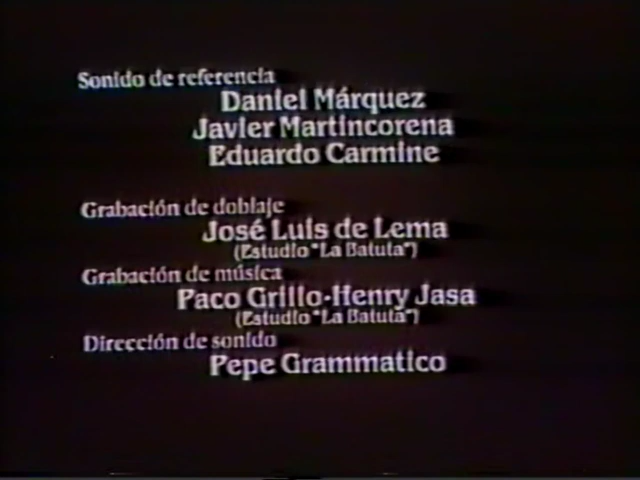 Sonido de referencia
Daniel Márquez
Javier Martincorena
Eduardo Carmine
Grabación de doblaje
José Luis de Lema
(Estudio "La Batuta")
Grabación de música
Paco Grillo-Henry Jasa
(Estudio "La Batuta")
Dirección de sonido
Pepe Grammatico